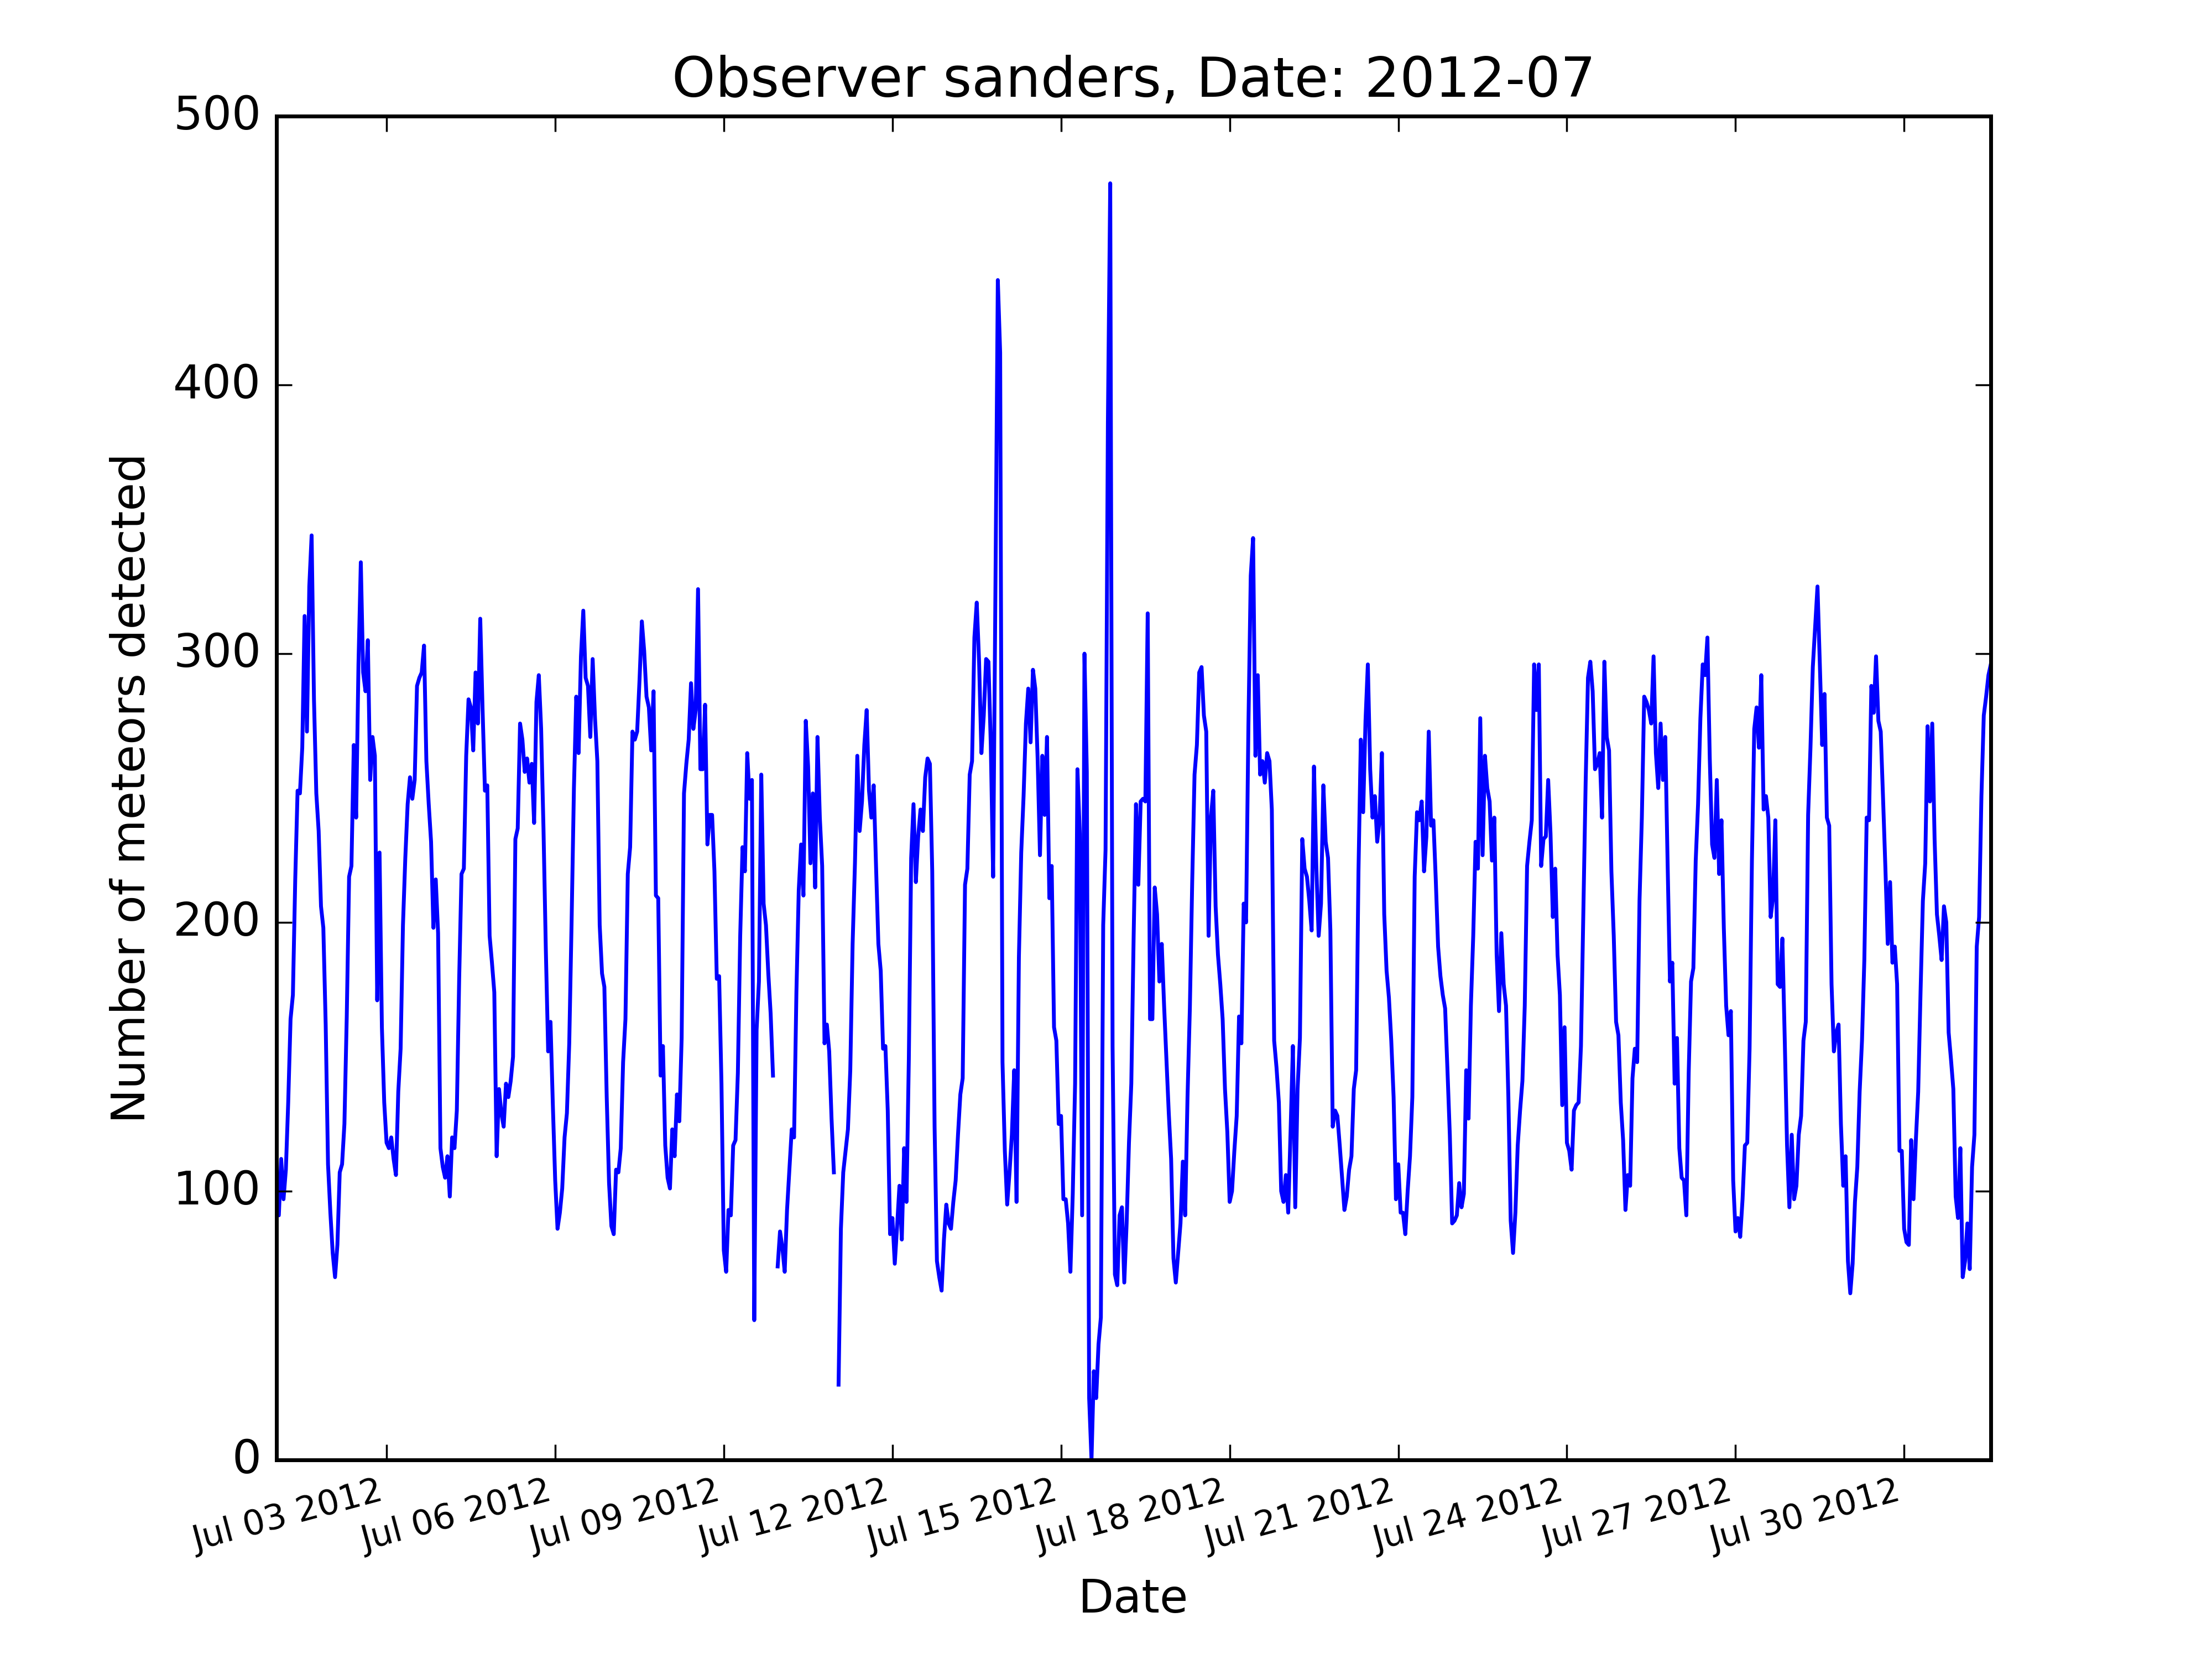 Observer sanders, Date: 2012-07
500
400
300
200
100
0
Number of meteors detected
Jul 03 2012
Jul 06 2012
Jul 09 2012
Jul 12 2012
Jul 15 2012
Jul 18 2012
Jul 21 2012
Jul 24 2012
Jul 27 2012
Jul 30 2012
Date